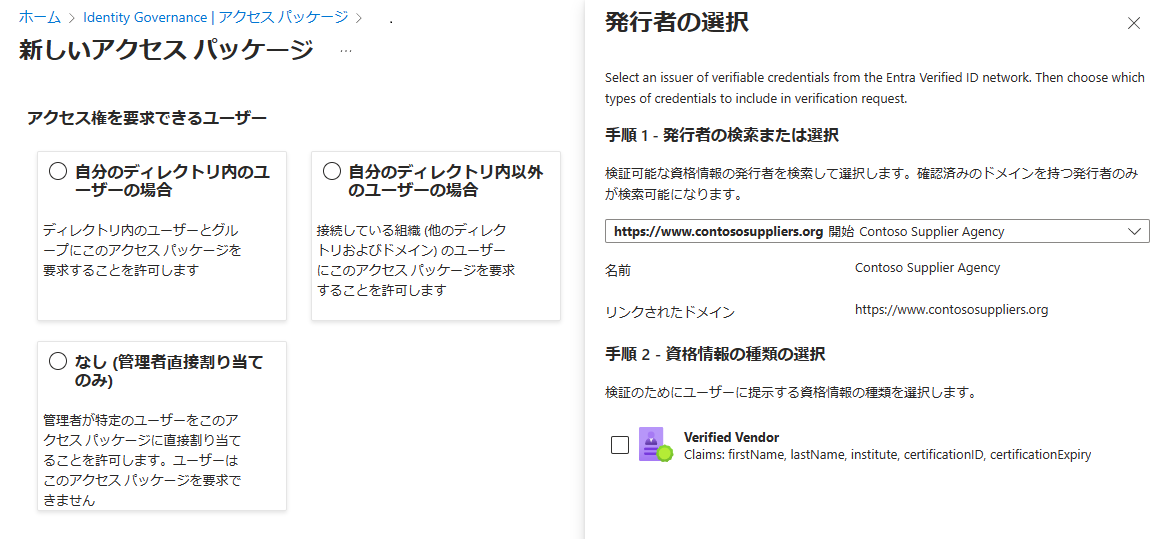 ホーム > Identity Governance | アクセス パッケージ >
新しいアクセス パッケージ ...
アクセス権を要求できるユーザー
自分のディレクトリ内のユ
ーザーの場合
ディレクトリ内のユーザーとグル
ープにこのアクセス パッケージを
要求することを許可します
自分のディレクトリ内以外
のユーザーの場合
接続している組織 (他のディレク
トリおよびドメイン) のユーザー
にこのアクセス パッケージを要求
することを許可します
なし (管理者直接割り当て
のみ)
管理者が特定のユーザーをこのア
クセス パッケージに直接割り当て
ることを許可します。ユーザーは
このアクセス パッケージを要求で
きません
発行者の選択
Select an issuer of verifiable credentials from the Entra Verified ID network. Then choose which
types of credentials to include in verification request.
手順 1 - 発行者の検索または選択
検証可能な資格情報の発行者を検索して選択します。確認済みのドメインを持つ発行者のみ
が検索可能になります。
https://www.contososuppliers.org 開始 Contoso Supplier Agency
名前 Contoso Supplier Agency
リンクされたドメイン https://www.contososuppliers.org
手順 2 - 資格情報の種類の選択
検証のためにユーザーに提示する資格情報の種類を選択します。
Verified Vendor
Claims: firstName, lastName, institute, certificationID, certificationExpiry